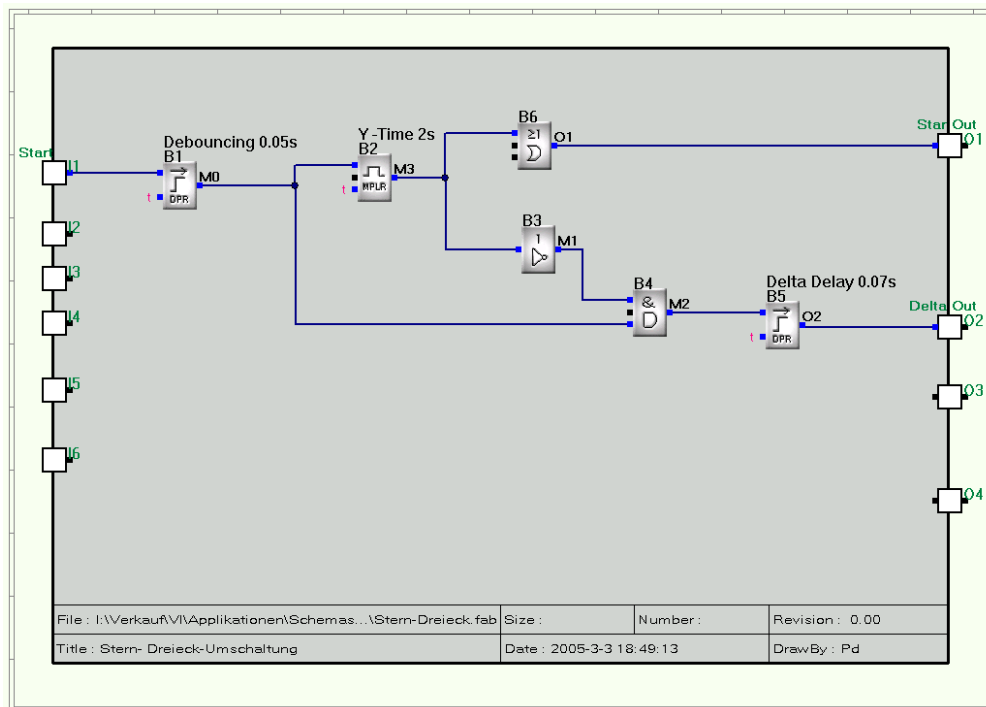 B6
Y -Time 2s
≥1
Star Out
Debouncing 0.05s
B2
O1
O1
Start
B1
M3
I1
M0
t
MPLR
t
DPR
B3
I2
1
M1
I3
Delta Delay 0.07s
B4
B5
Delta Out
I4
&
M2
O2
O2
t
DPR
I5
O3
I6
O4
File : I:\Verkauf\VI\Applikationen\Schemas...\Stern-Dreieck.fab
Size :
Number :
Revision : 0.00
Title : Stern- Dreieck-Umschaltung
Date : 2005-3-3 18:49:13
DrawBy : Pd